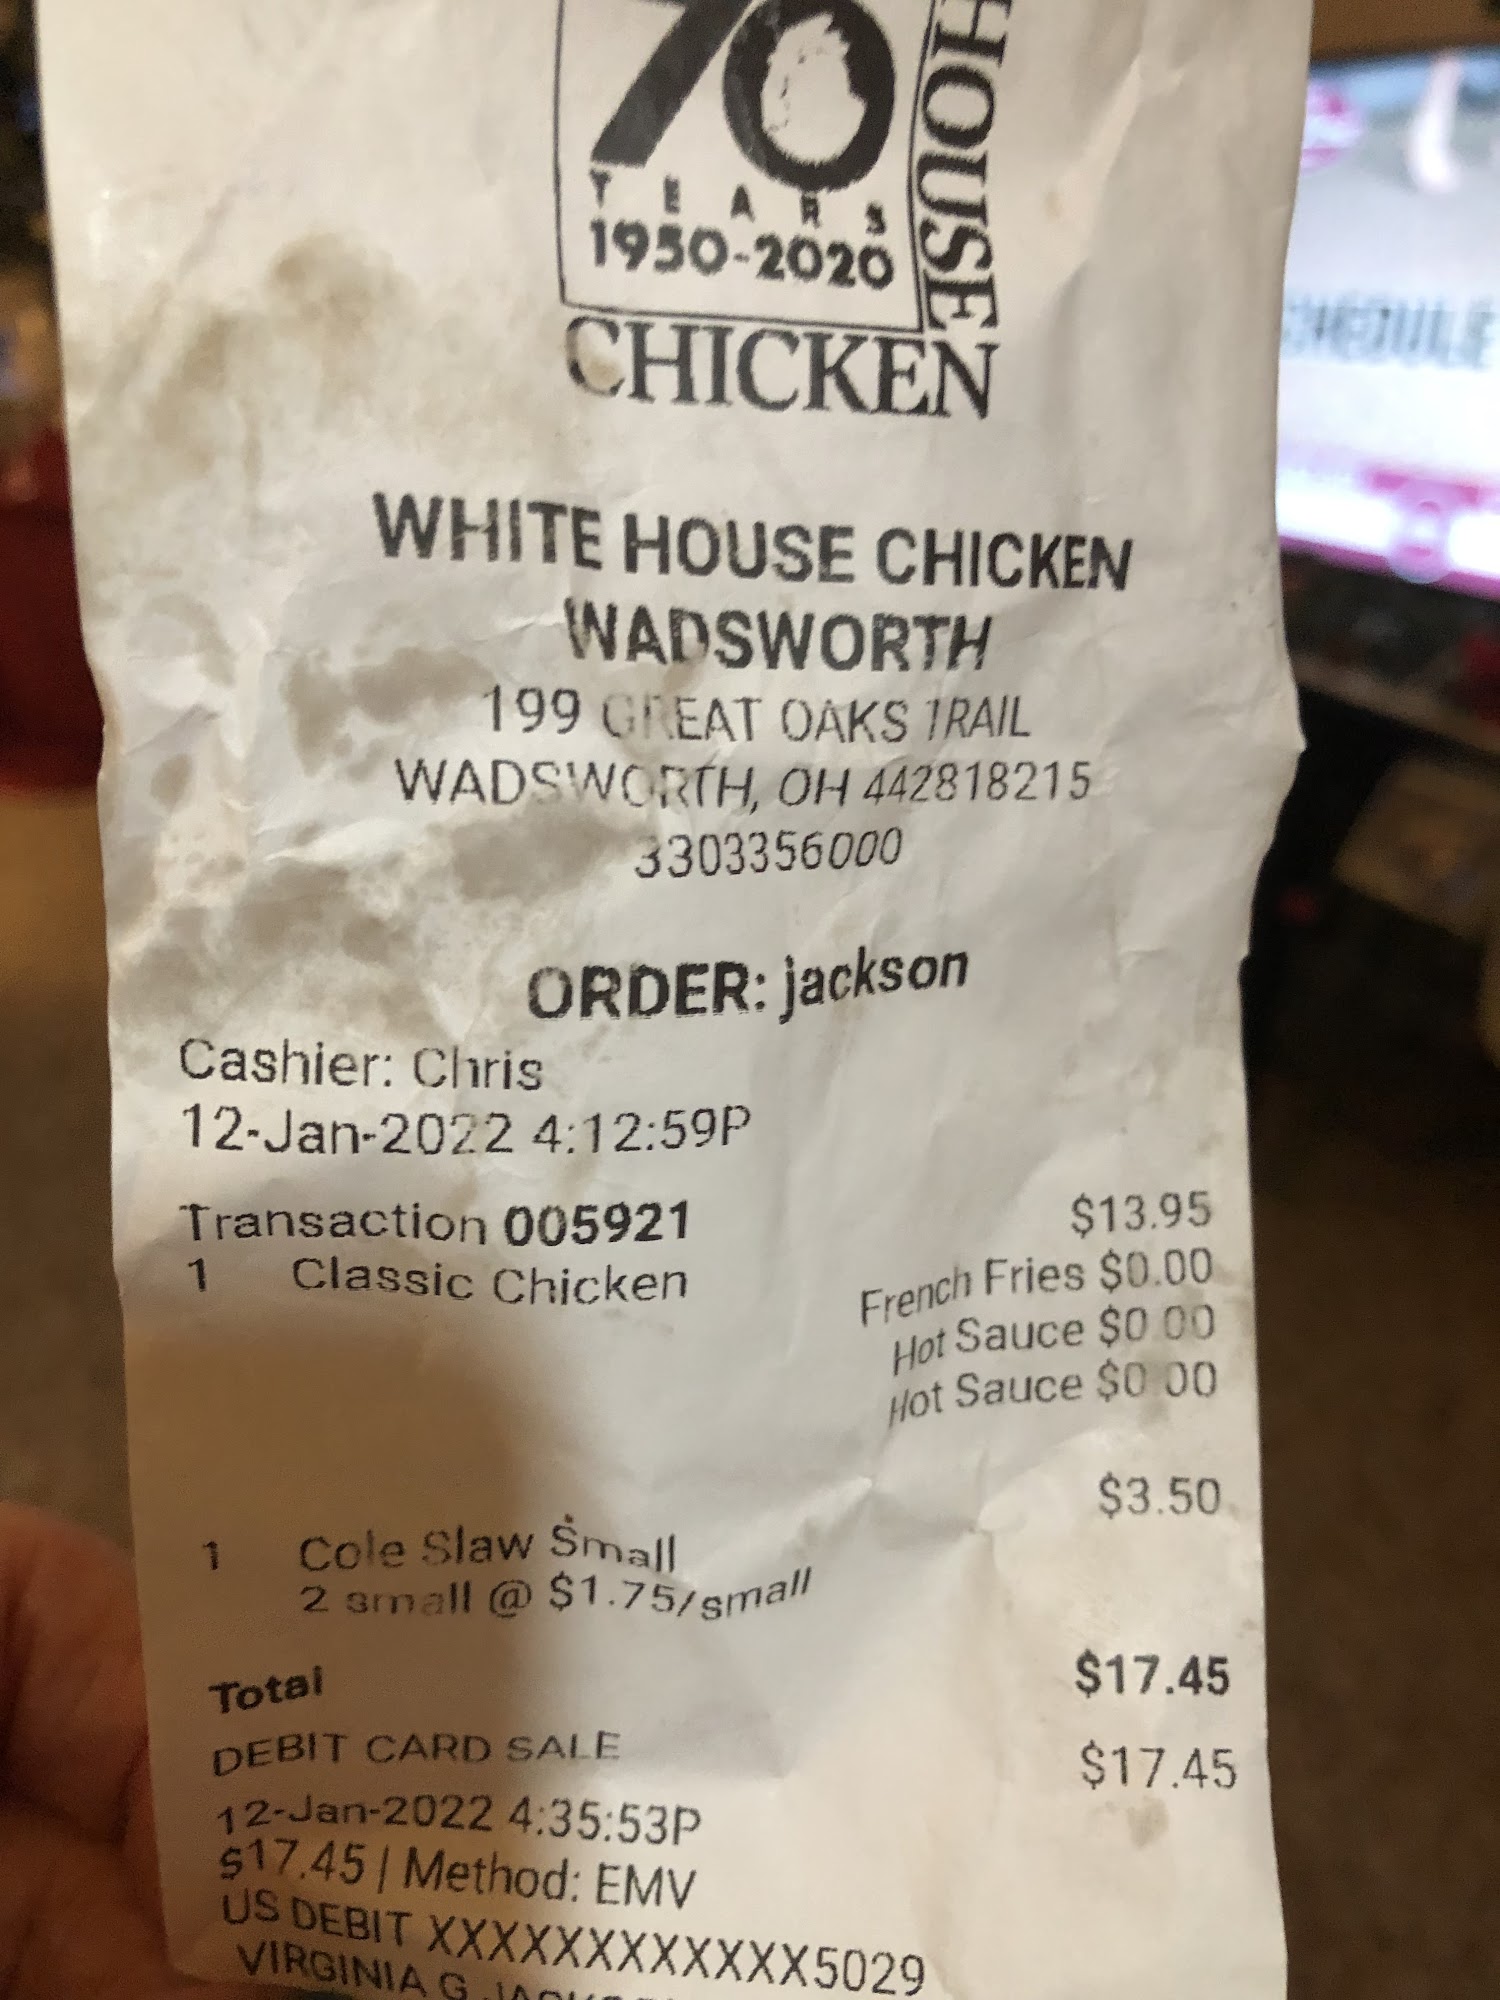 70
YEARS
1950-2020
HOUSE
CHICKEN
WHITE HOUSE CHICKEN
WADSWORTH
199 GREAT OAKS TRAIL
WADSWORTH, OH 442818215
3303356000
ORDER: jackson
Cashier: Chris
12-Jan-2022 4:12:59P
Transaction 005921
1 Classic Chicken $13.95
French Fries $0.00
Hot Sauce $0.00
Hot Sauce $0.00
1 Cole Slaw Small $3.50
2 small @ $1.75/small
Total $17.45
DEBIT CARD SALE $17.45
12-Jan-2022 4:35:53P
$17.45 | Method: EMV
US DEBIT XXXXXXXXXXXX5029
VIRGINIA G